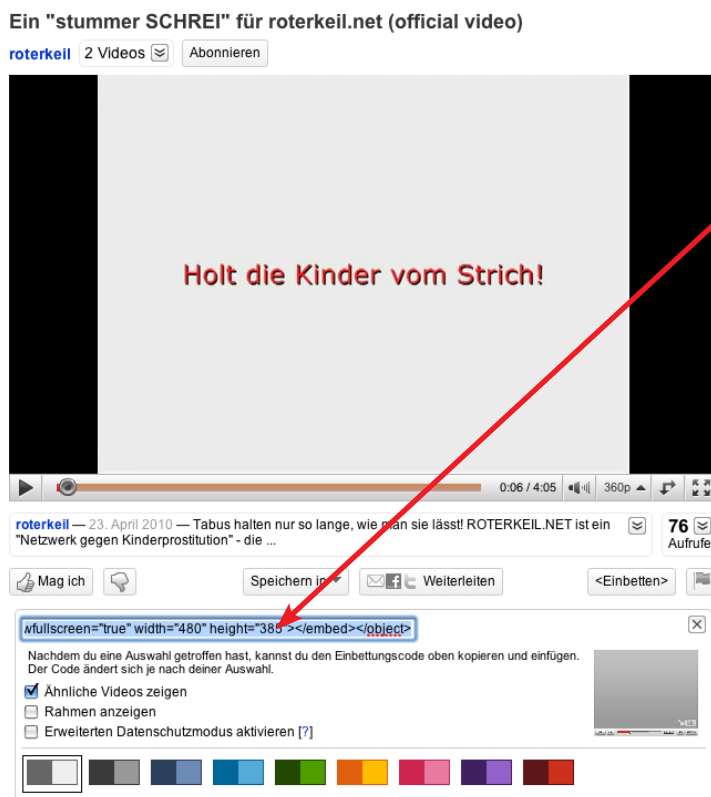 Ein "stummer SCHREI" für roterkeil.net (official video)
roterkeil 2 Videos Abonnieren
Holt die Kinder vom Strich!
0:06 / 4:05 360p
roterkeil — 23. April 2010 — Tabus halten nur so lange, wie man sie lässt! ROTERKEIL.NET ist ein
"Netzwerk gegen Kinderprostitution" - die ...
76
Aufrufe
Mag ich Speichern in Weiterleiten <Einbetten>
wfullscreen="true" width="480" height="385"></embed></object>
Nachdem du eine Auswahl getroffen hast, kannst du den Einbettungscode oben kopieren und einfügen.
Der Code ändert sich je nach deiner Auswahl.
Ähnliche Videos zeigen
Rahmen anzeigen
Erweiterten Datenschutzmodus aktivieren [?]